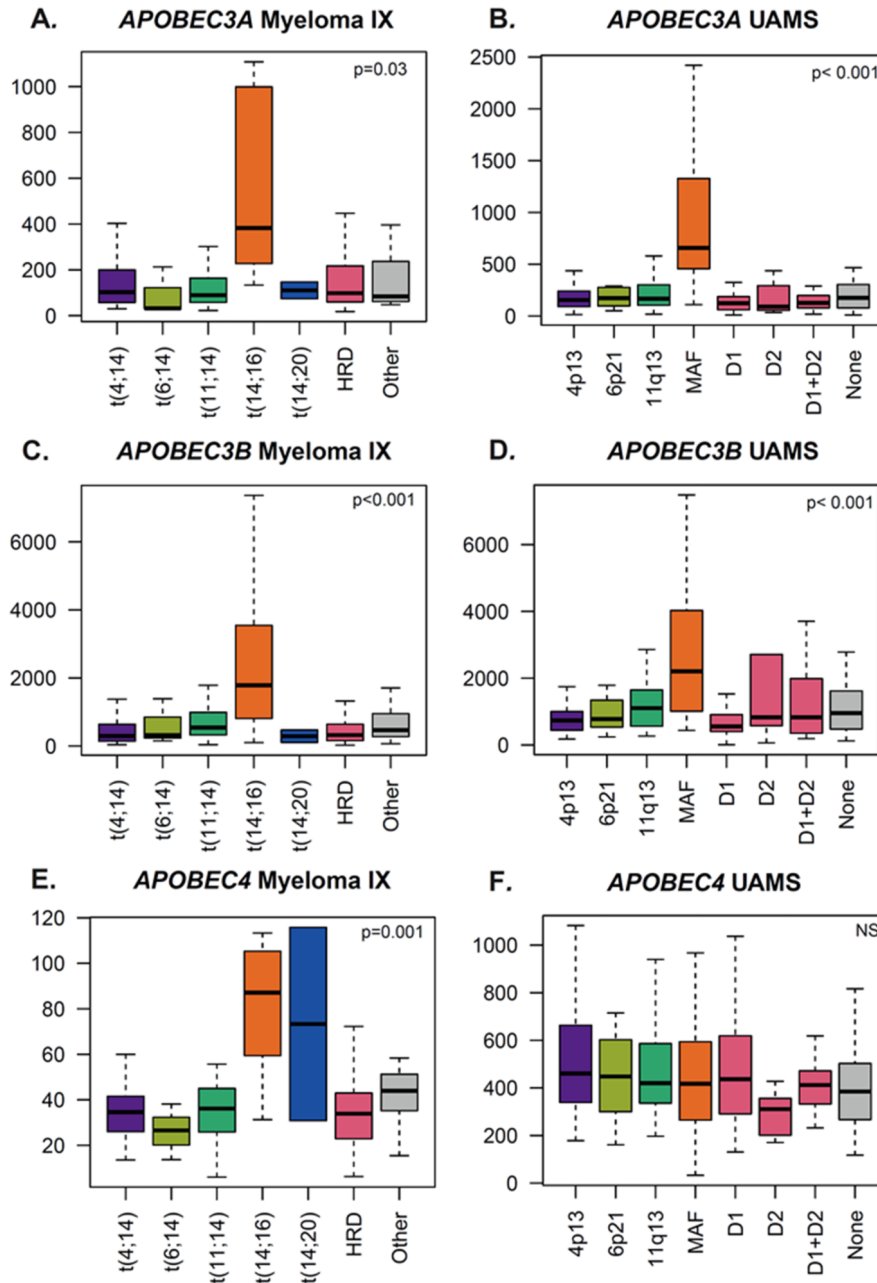 A. APOBEC3A Myeloma IX
p=0.03
1000
800
600
400
200
0
t(4;14)
t(6;14)
t(11;14)
t(14;16)
t(14;20)
HRD
Other
B. APOBEC3A UAMS
p< 0.001
2500
2000
1500
1000
500
0
4p13
6p21
11q13
MAF
D1
D2
D1+D2
None
C. APOBEC3B Myeloma IX
p<0.001
6000
4000
2000
0
t(4;14)
t(6;14)
t(11;14)
t(14;16)
t(14;20)
HRD
Other
D. APOBEC3B UAMS
p< 0.001
6000
4000
2000
0
4p13
6p21
11q13
MAF
D1
D2
D1+D2
None
E. APOBEC4 Myeloma IX
p=0.001
120
100
80
60
40
20
t(4;14)
t(6;14)
t(11;14)
t(14;16)
t(14;20)
HRD
Other
F. APOBEC4 UAMS
NS
1000
800
600
400
200
0
4p13
6p21
11q13
MAF
D1
D2
D1+D2
None